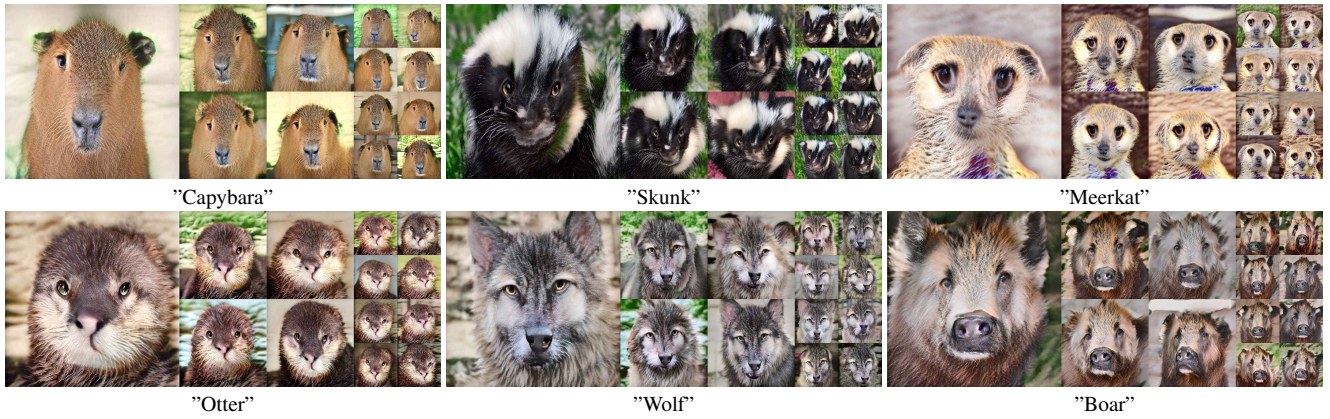 ”Capybara” ”Skunk” ”Meerkat”
”Otter” ”Wolf” ”Boar”